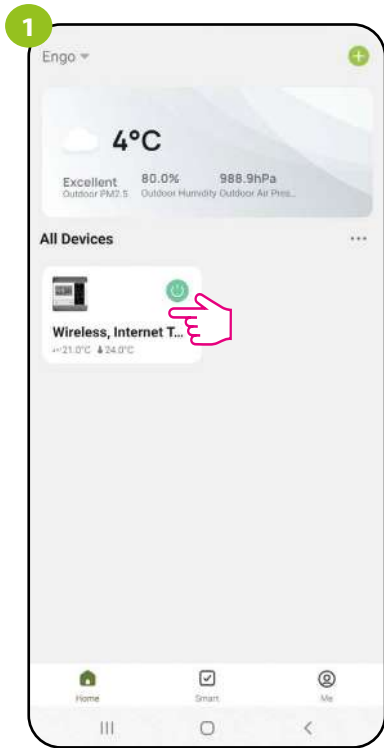 1
Engo
4°C
Excellent 80.0% 988.9hPa
Outdoor PM2.5 Outdoor Humidity Outdoor Air Pres...
All Devices
Wireless, Internet T...
21.0°C 24.0°C
Home Smart Me